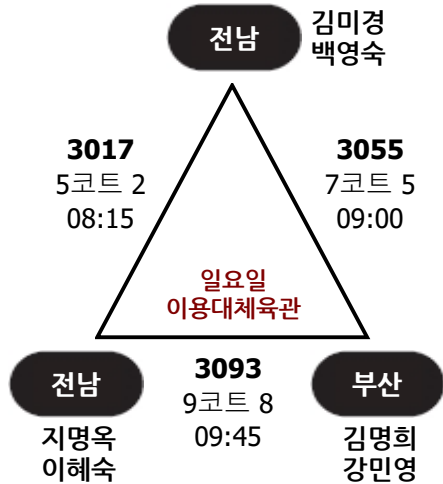 전남
김미경
백영숙
3017
5코트 2
08:15
3055
7코트 5
09:00
일요일
이용대체육관
전남
지명옥
이혜숙
3093
9코트 8
09:45
부산
김명희
강민영